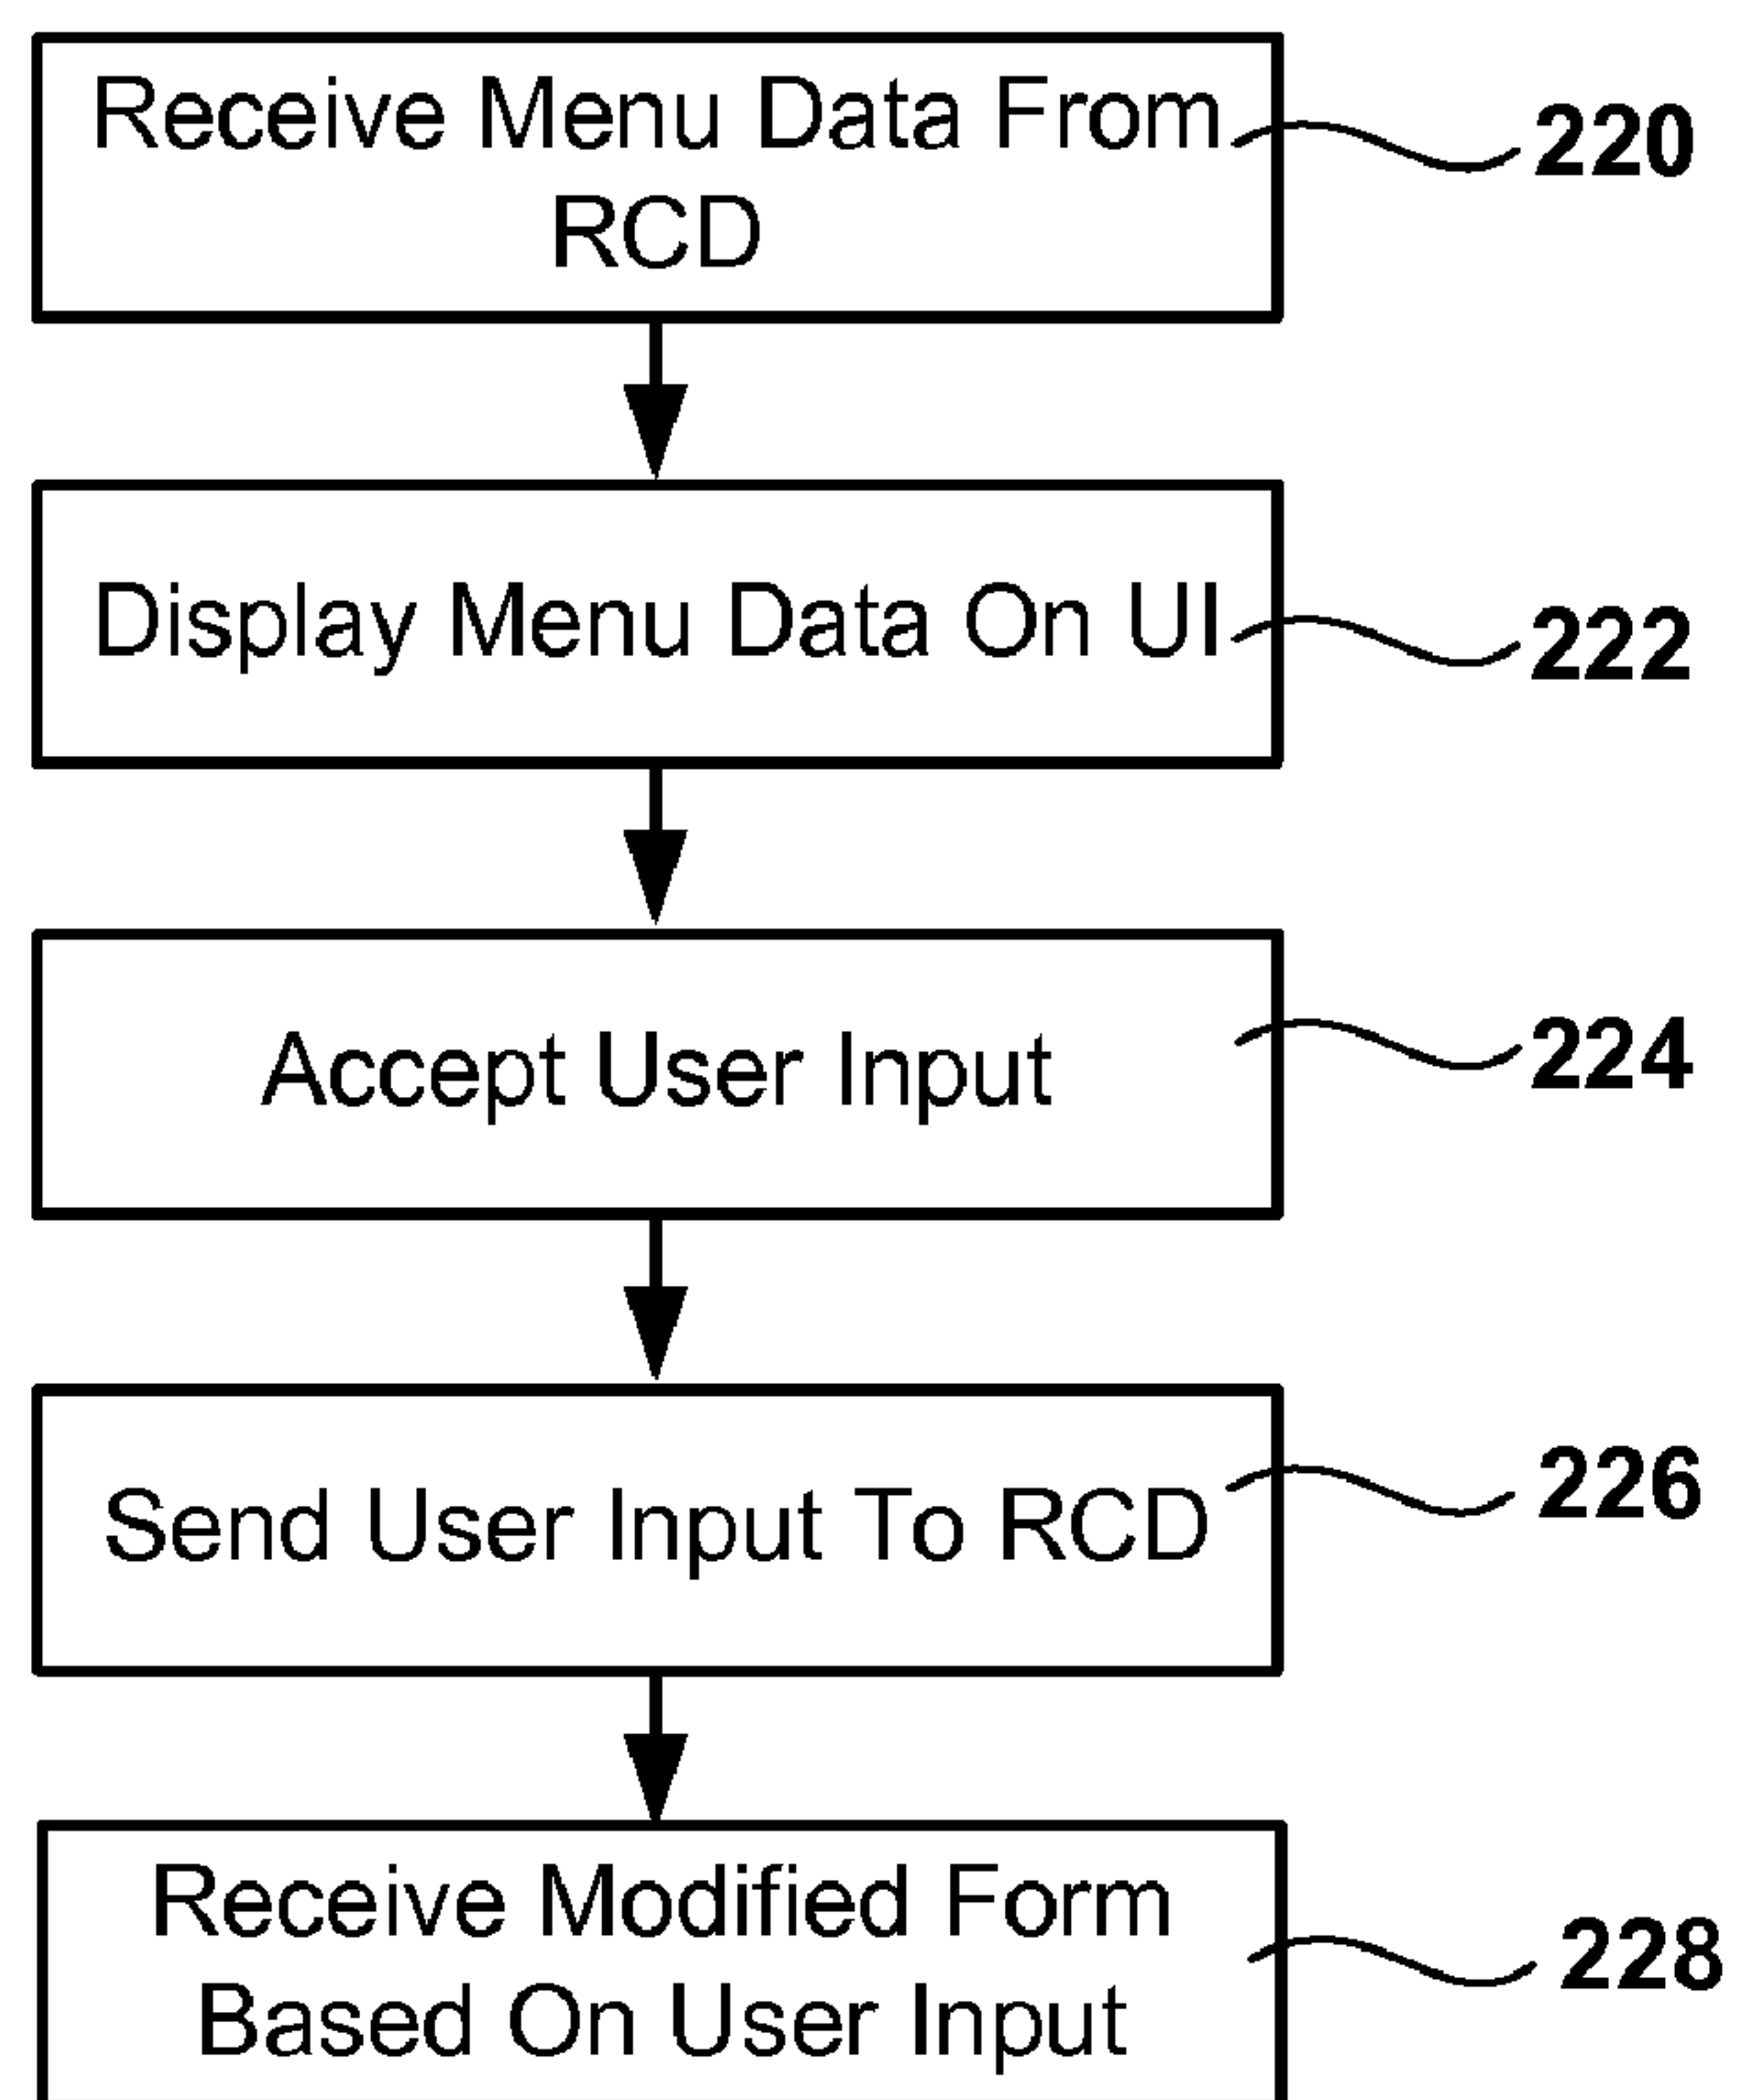 Receive Menu Data From
RCD
220
Display Menu Data On UI
222
Accept User Input
224
Send User Input To RCD
226
Receive Modified Form
Based On User Input
228